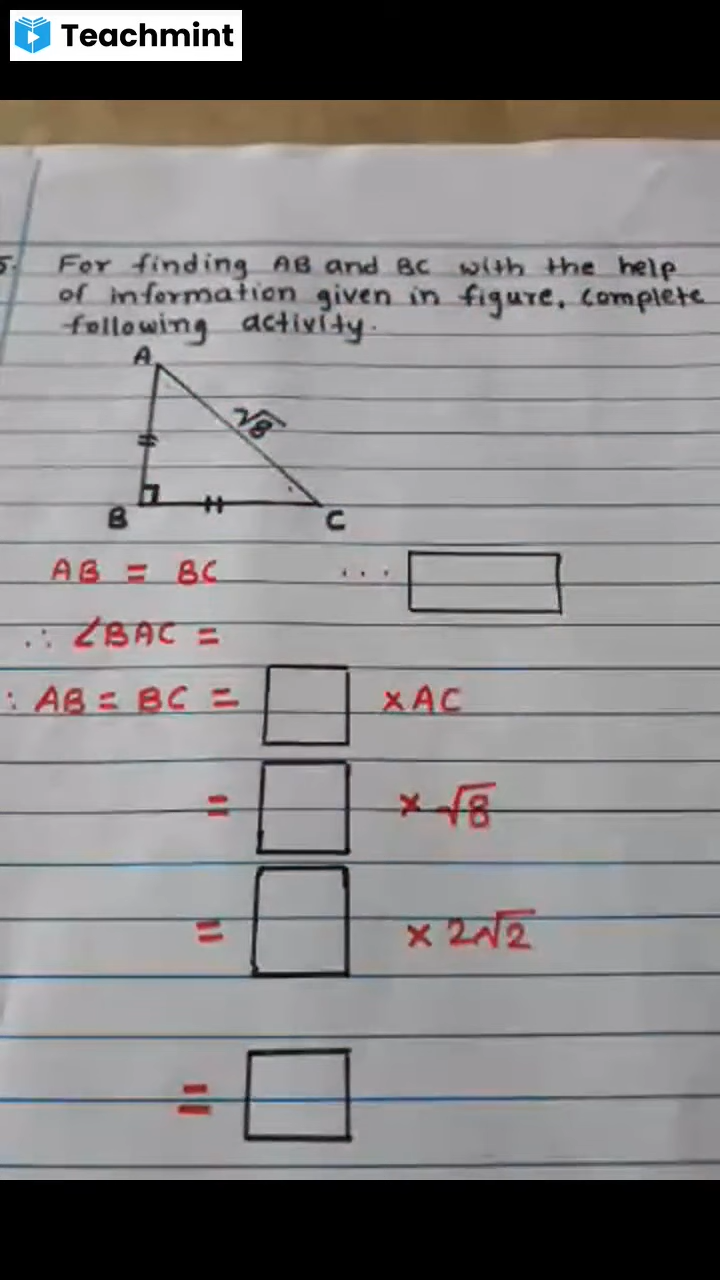 Teachmint
5. For finding AB and BC with the help
of information given in figure, complete
following activity.
A
√8
B
C
AB = BC ...
∴ ∠BAC =
∴ AB = BC = × AC
= × √8
= × 2√2
=